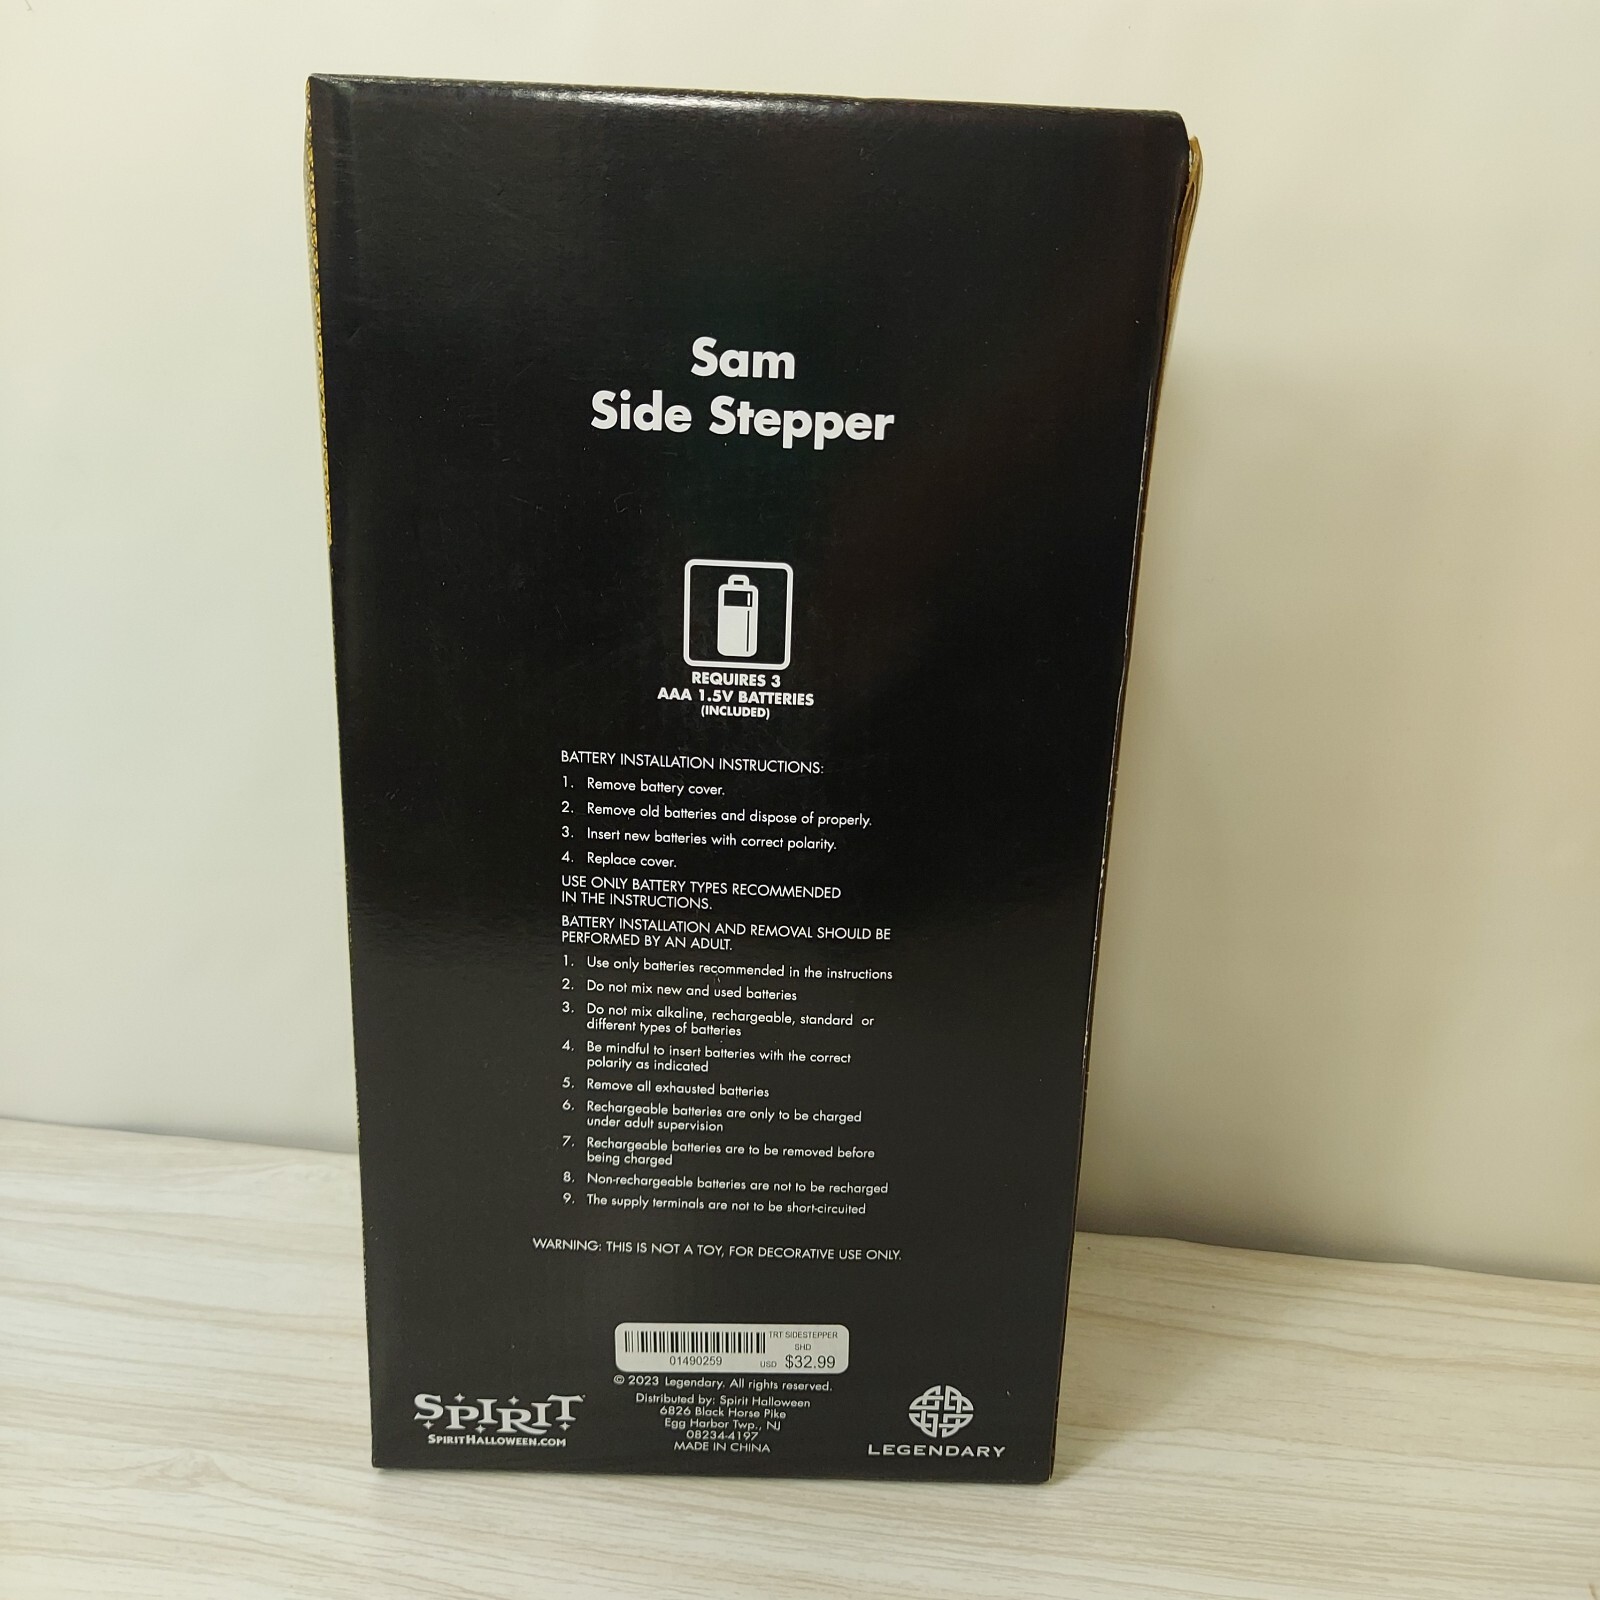 Sam
Side Stepper
REQUIRES 3
AAA 1.5V BATTERIES
(INCLUDED)
BATTERY INSTALLATION INSTRUCTIONS:
1. Remove battery cover.
2. Remove old batteries and dispose of properly.
3. Insert new batteries with correct polarity.
4. Replace cover.
USE ONLY BATTERY TYPES RECOMMENDED
IN THE INSTRUCTIONS.
BATTERY INSTALLATION AND REMOVAL SHOULD BE
PERFORMED BY AN ADULT.
1. Use only batteries recommended in the instructions
2. Do not mix new and used batteries
3. Do not mix alkaline, rechargeable, standard or
different types of batteries
4. Be mindful to insert batteries with the correct
polarity as indicated
5. Remove all exhausted batteries
6. Rechargeable batteries are only to be charged
under adult supervision
7. Rechargeable batteries are to be removed before
being charged
8. Non-rechargeable batteries are not to be recharged
9. The supply terminals are not to be short-circuited
WARNING: THIS IS NOT A TOY, FOR DECORATIVE USE ONLY.
TRT SIDESTEPPER
SHD
01490259 USD $32.99
© 2023 Legendary. All rights reserved.
Distributed by: Spirit Halloween
6826 Black Horse Pike
Egg Harbor Twp., NJ
08234-4197
MADE IN CHINA
SPIRIT
SPIRITHALLOWEEN.COM
LEGENDARY